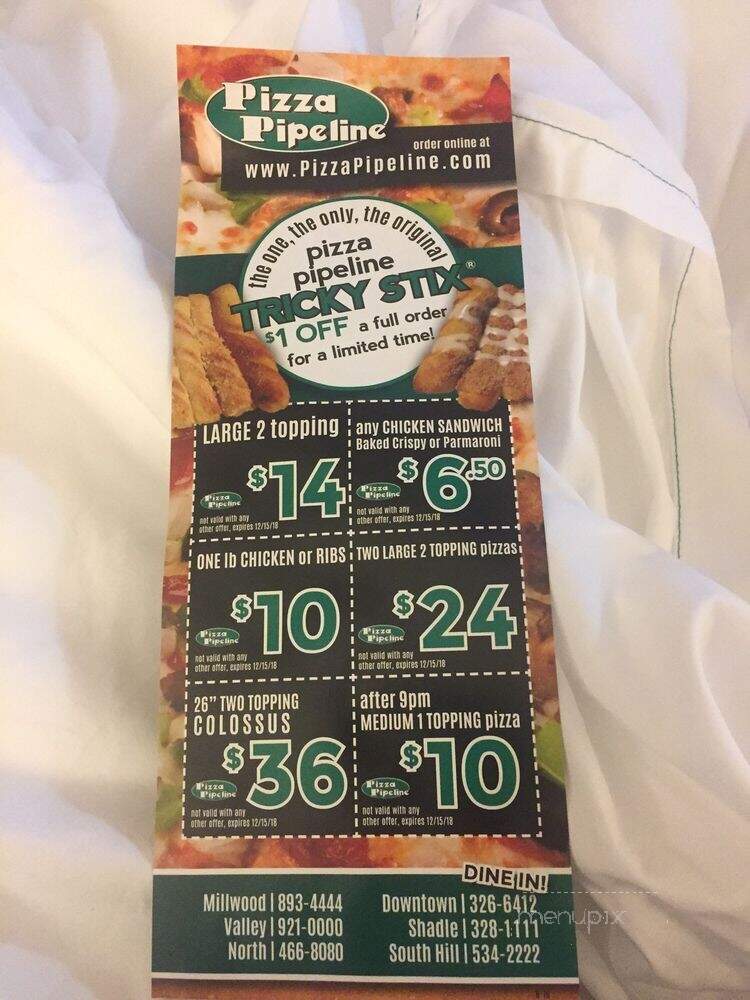 Pizza
Pipeline
order online at
www.PizzaPipeline.com
the one, the only, the original
pizza
pipeline
TRICKY STIX®
$1 OFF a full order
for a limited time!
LARGE 2 topping
$14
Pizza
Pipeline
not valid with any
other offer, expires 12/15/18
any CHICKEN SANDWICH
Baked Crispy or Parmaroni
$6.50
Pizza
Pipeline
not valid with any
other offer, expires 12/15/18
ONE lb CHICKEN or RIBS
$10
Pizza
Pipeline
not valid with any
other offer, expires 12/15/18
TWO LARGE 2 TOPPING pizzas
$24
Pizza
Pipeline
not valid with any
other offer, expires 12/15/18
26" TWO TOPPING
COLOSSUS
$36
Pizza
Pipeline
not valid with any
other offer, expires 12/15/18
after 9pm
MEDIUM 1 TOPPING pizza
$10
Pizza
Pipeline
not valid with any
other offer, expires 12/15/18
DINE IN!
Millwood | 893-4444
Valley | 921-0000
North | 466-8080
Downtown | 326-6412
Shadle | 328-1111
South Hill | 534-2222
menupix